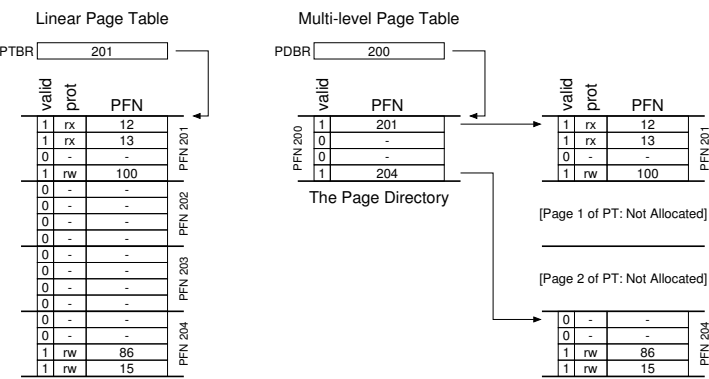 Linear Page Table
PTBR 201
valid prot PFN
1 rx 12
1 rx 13
0 - -
1 rw 100
PFN 201
0 - -
0 - -
0 - -
0 - -
PFN 202
0 - -
0 - -
0 - -
0 - -
PFN 203
0 - -
0 - -
1 rw 86
1 rw 15
PFN 204
Multi-level Page Table
PDBR 200
valid PFN
PFN 200
1 201
0 -
0 -
1 204
The Page Directory
valid prot PFN
1 rx 12
1 rx 13
0 - -
1 rw 100
PFN 201
[Page 1 of PT: Not Allocated]
[Page 2 of PT: Not Allocated]
0 - -
0 - -
1 rw 86
1 rw 15
PFN 204